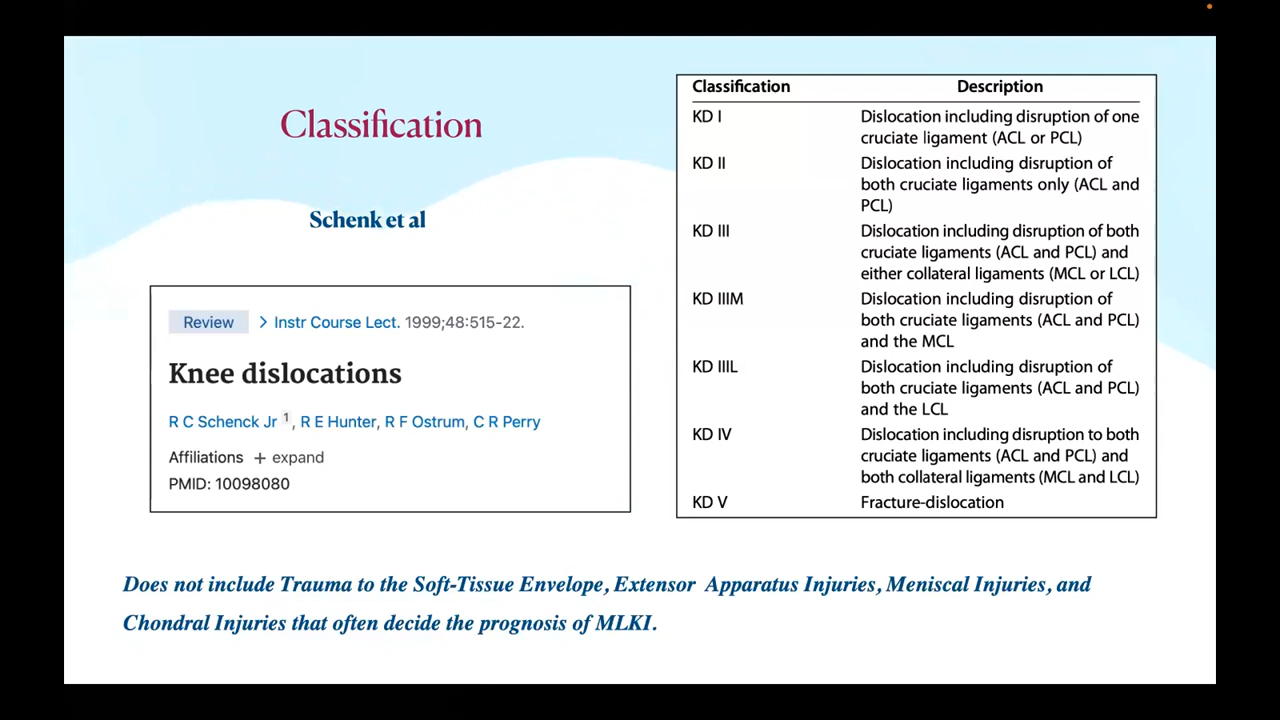 Classification
Schenk et al
Review > Instr Course Lect. 1999;48:515-22.
Knee dislocations
R C Schenck Jr 1, R E Hunter, R F Ostrum, C R Perry
Affiliations + expand
PMID: 10098080
Classification Description
KD I Dislocation including disruption of one
cruciate ligament (ACL or PCL)
KD II Dislocation including disruption of
both cruciate ligaments only (ACL and
PCL)
KD III Dislocation including disruption of both
cruciate ligaments (ACL and PCL) and
either collateral ligaments (MCL or LCL)
KD IIIM Dislocation including disruption of
both cruciate ligaments (ACL and PCL)
and the MCL
KD IIIL Dislocation including disruption of
both cruciate ligaments (ACL and PCL)
and the LCL
KD IV Dislocation including disruption to both
cruciate ligaments (ACL and PCL) and
both collateral ligaments (MCL and LCL)
KD V Fracture-dislocation
Does not include Trauma to the Soft-Tissue Envelope, Extensor Apparatus Injuries, Meniscal Injuries, and
Chondral Injuries that often decide the prognosis of MLKI.